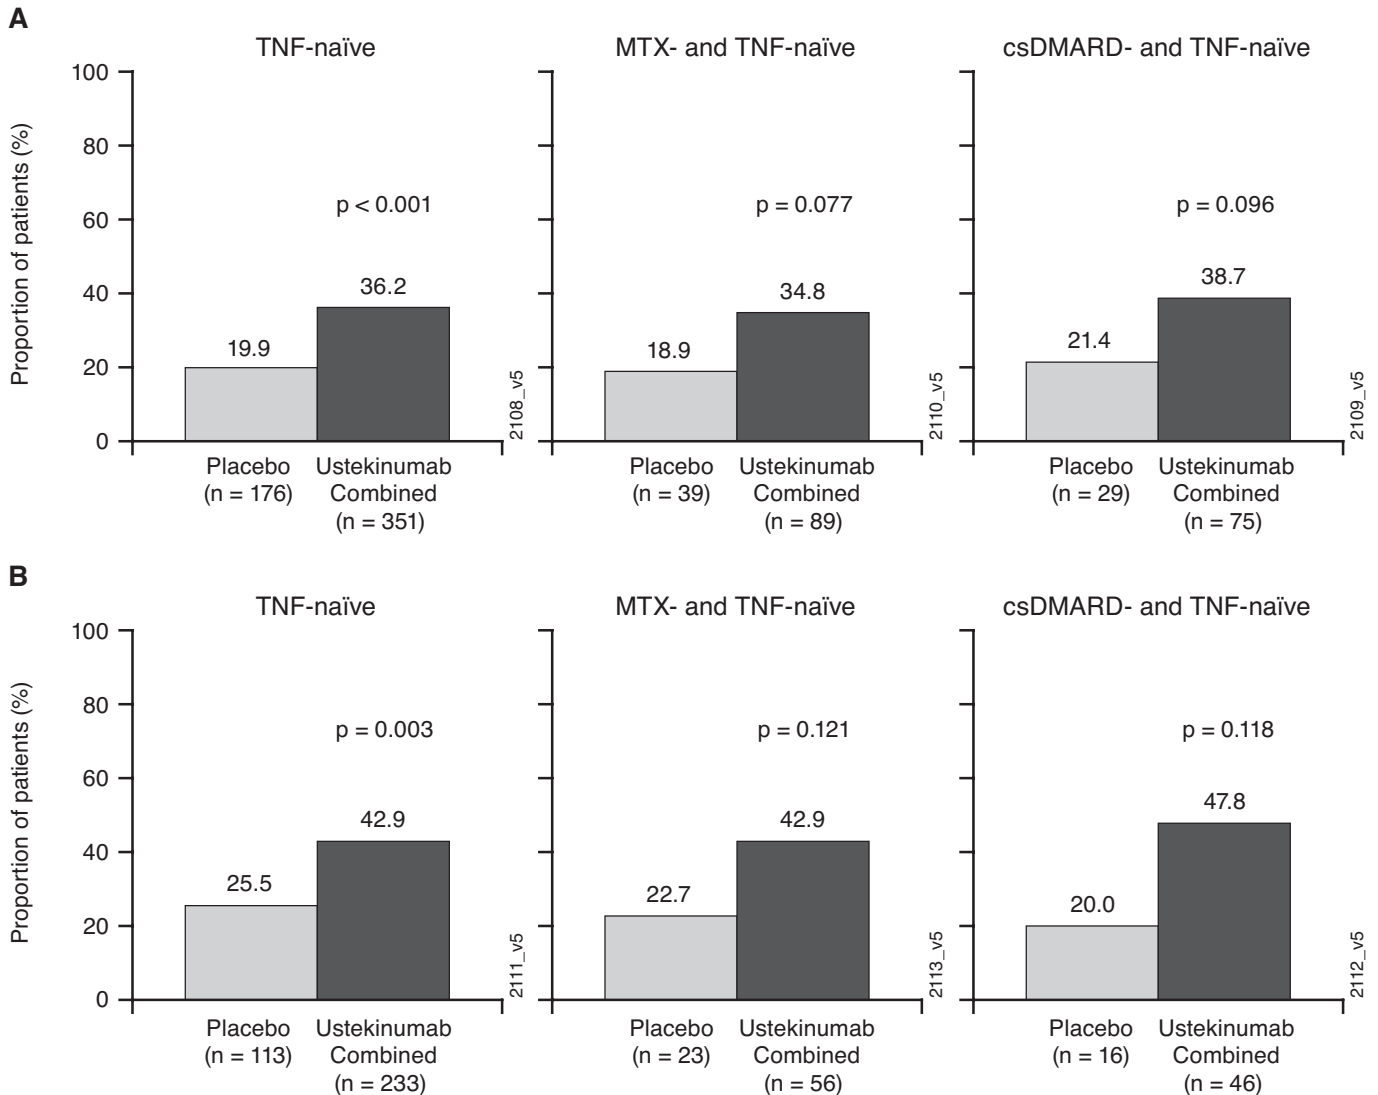 A
TNF-naïve
MTX- and TNF-naïve
csDMARD- and TNF-naïve
Proportion of patients (%)
100
80
60
40
20
0
p < 0.001
19.9
36.2
2108_v5
p = 0.077
18.9
34.8
2110_v5
p = 0.096
21.4
38.7
2109_v5
Placebo
(n = 176)
Ustekinumab
Combined
(n = 351)
Placebo
(n = 39)
Ustekinumab
Combined
(n = 89)
Placebo
(n = 29)
Ustekinumab
Combined
(n = 75)
B
TNF-naïve
MTX- and TNF-naïve
csDMARD- and TNF-naïve
Proportion of patients (%)
100
80
60
40
20
0
p = 0.003
25.5
42.9
2111_v5
p = 0.121
22.7
42.9
2113_v5
p = 0.118
20.0
47.8
2112_v5
Placebo
(n = 113)
Ustekinumab
Combined
(n = 233)
Placebo
(n = 23)
Ustekinumab
Combined
(n = 56)
Placebo
(n = 16)
Ustekinumab
Combined
(n = 46)